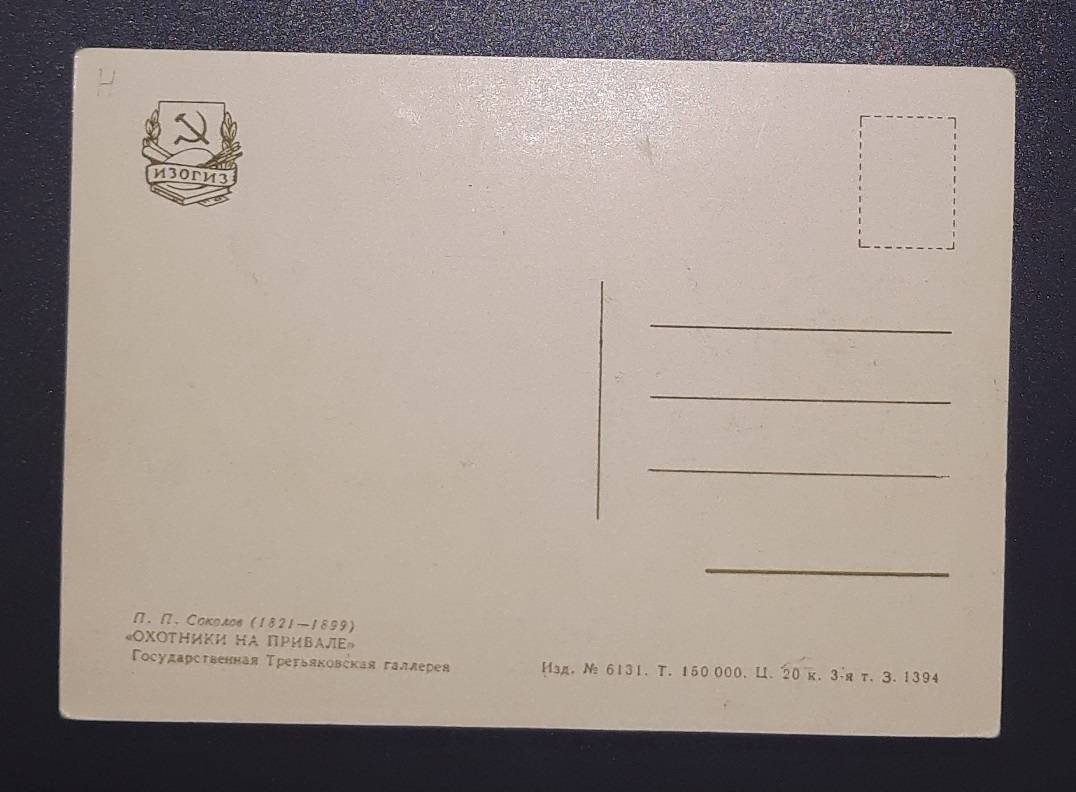 Н
ИЗОГИЗ
П. П. Соколов (1821—1899)
«ОХОТНИКИ НА ПРИВАЛЕ»
Государственная Третьяковская галлерея
Изд. № 6131. Т. 150 000. Ц. 20 к. 3-я т. З. 1394